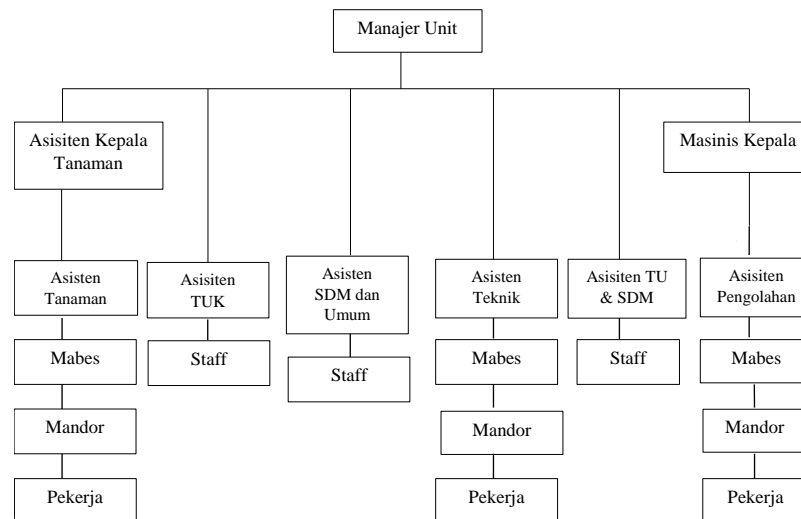 Manajer Unit
Asisiten Kepala
Tanaman
Masinis Kepala
Asisten
Tanaman
Asisiten
TUK
Asisten
SDM dan
Umum
Asisten
Teknik
Asisiten TU
& SDM
Asisiten
Pengolahan
Mabes
Staff
Staff
Mabes
Staff
Mabes
Mandor
Mandor
Mandor
Pekerja
Pekerja
Pekerja